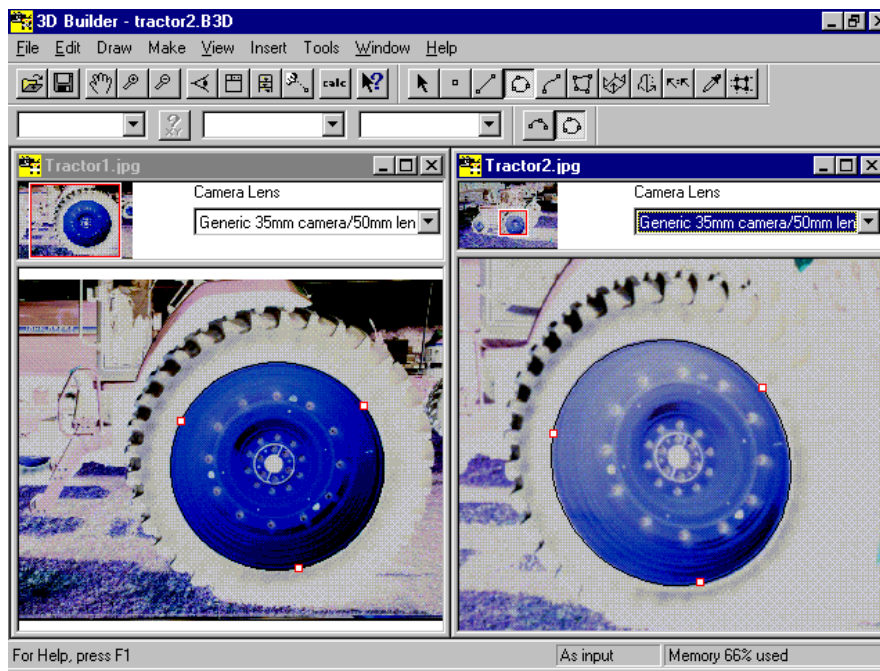 3D Builder - tractor2.B3D
File Edit Draw Make View Insert Tools Window Help
calc
?
XY
Tractor1.jpg
Camera Lens
Generic 35mm camera/50mm len
Tractor2.jpg
Camera Lens
Generic 35mm camera/50mm len
For Help, press F1
As input
Memory 66% used